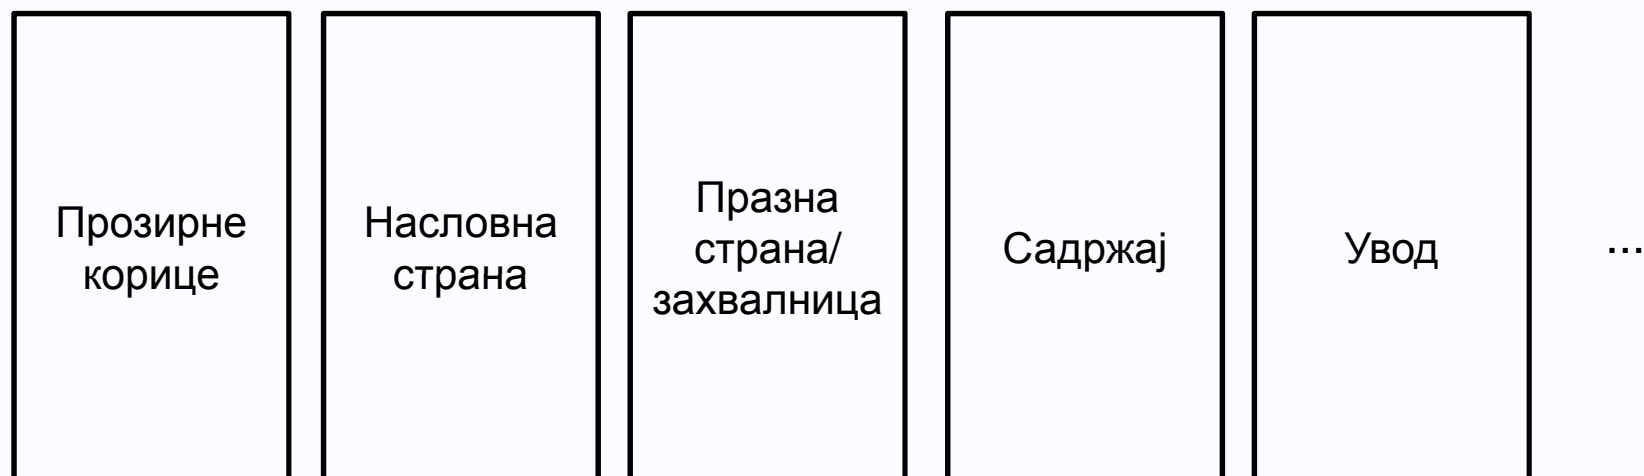 Прозирне
корице
Насловна
страна
Празна
страна/
захвалница
Садржај
Увод
...